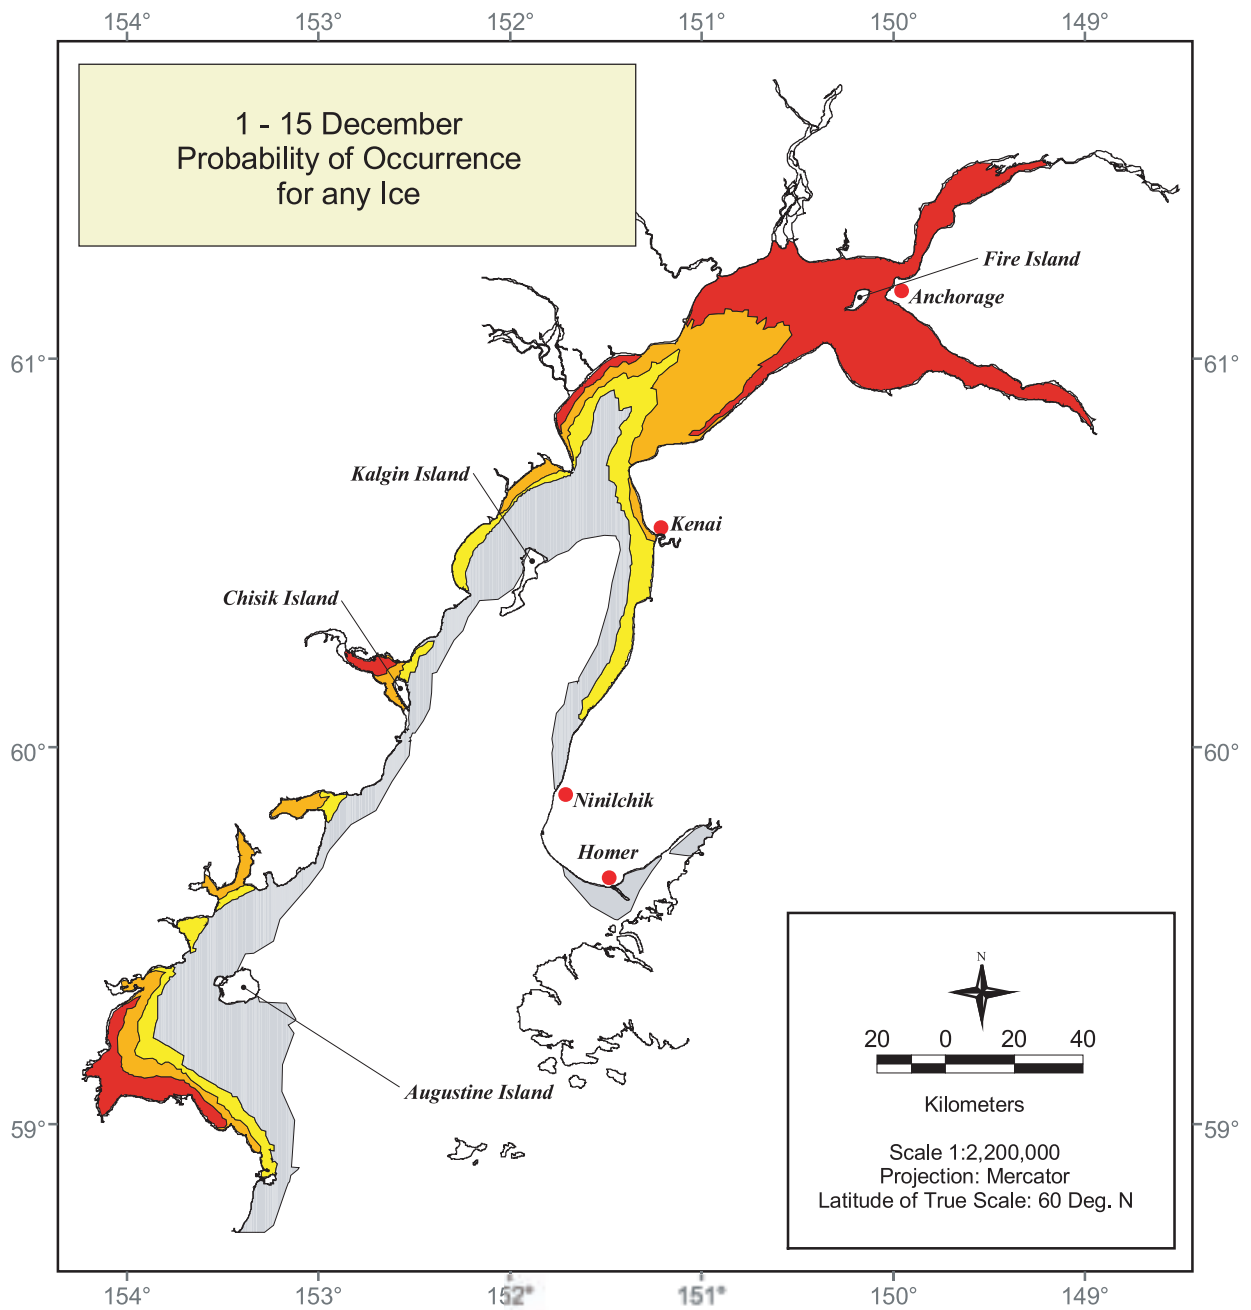 154° 153° 152° 151° 150° 149°
1 - 15 December
Probability of Occurrence
for any Ice
Fire Island
Anchorage
61° 61°
Kalgin Island
Kenai
Chisik Island
60° 60°
Ninilchik
Homer
N
20 0 20 40
Kilometers
Augustine Island
59° 59°
Scale 1:2,200,000
Projection: Mercator
Latitude of True Scale: 60 Deg. N
154° 153° 152° 151° 150° 149°